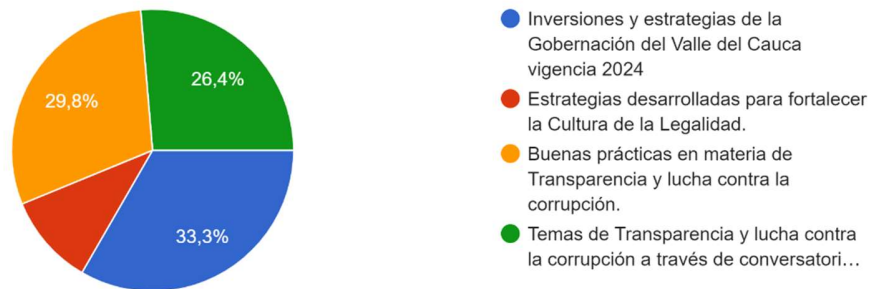 26,4%
29,8%
33,3%
Inversiones y estrategias de la
Gobernación del Valle del Cauca
vigencia 2024
Estrategias desarrolladas para fortalecer
la Cultura de la Legalidad.
Buenas prácticas en materia de
Transparencia y lucha contra la
corrupción.
Temas de Transparencia y lucha contra
la corrupción a través de conversatori…